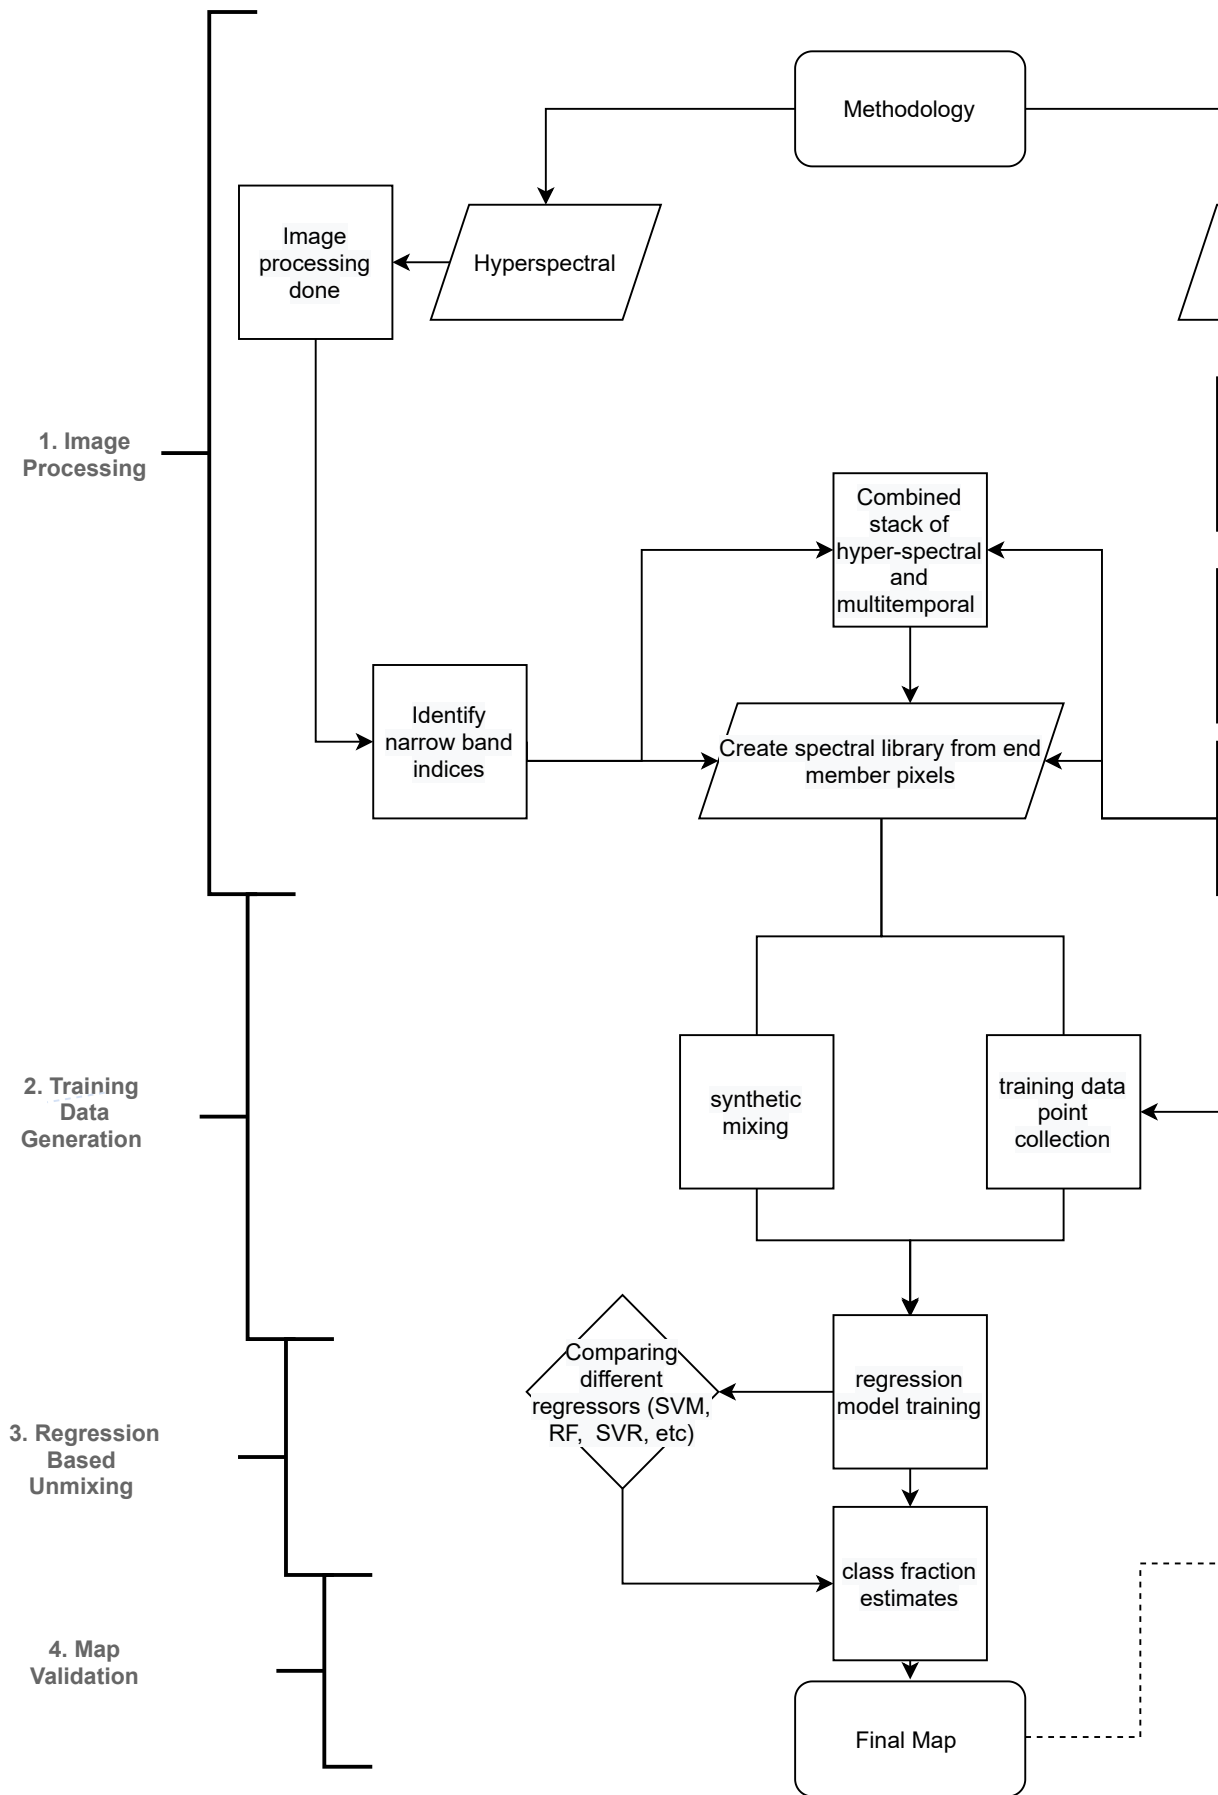 Methodology
Image
processing
done
Hyperspectral
1. Image
Processing
Combined
stack of
hyper-spectral
and
multitemporal
Identify
narrow band
indices
Create spectral library from end
member pixels
2. Training
Data
Generation
synthetic
mixing
training data
point
collection
Comparing
different
regressors (SVM,
RF,  SVR, etc)
regression
model training
3. Regression
Based
Unmixing
class fraction
estimates
4. Map
Validation
Final Map